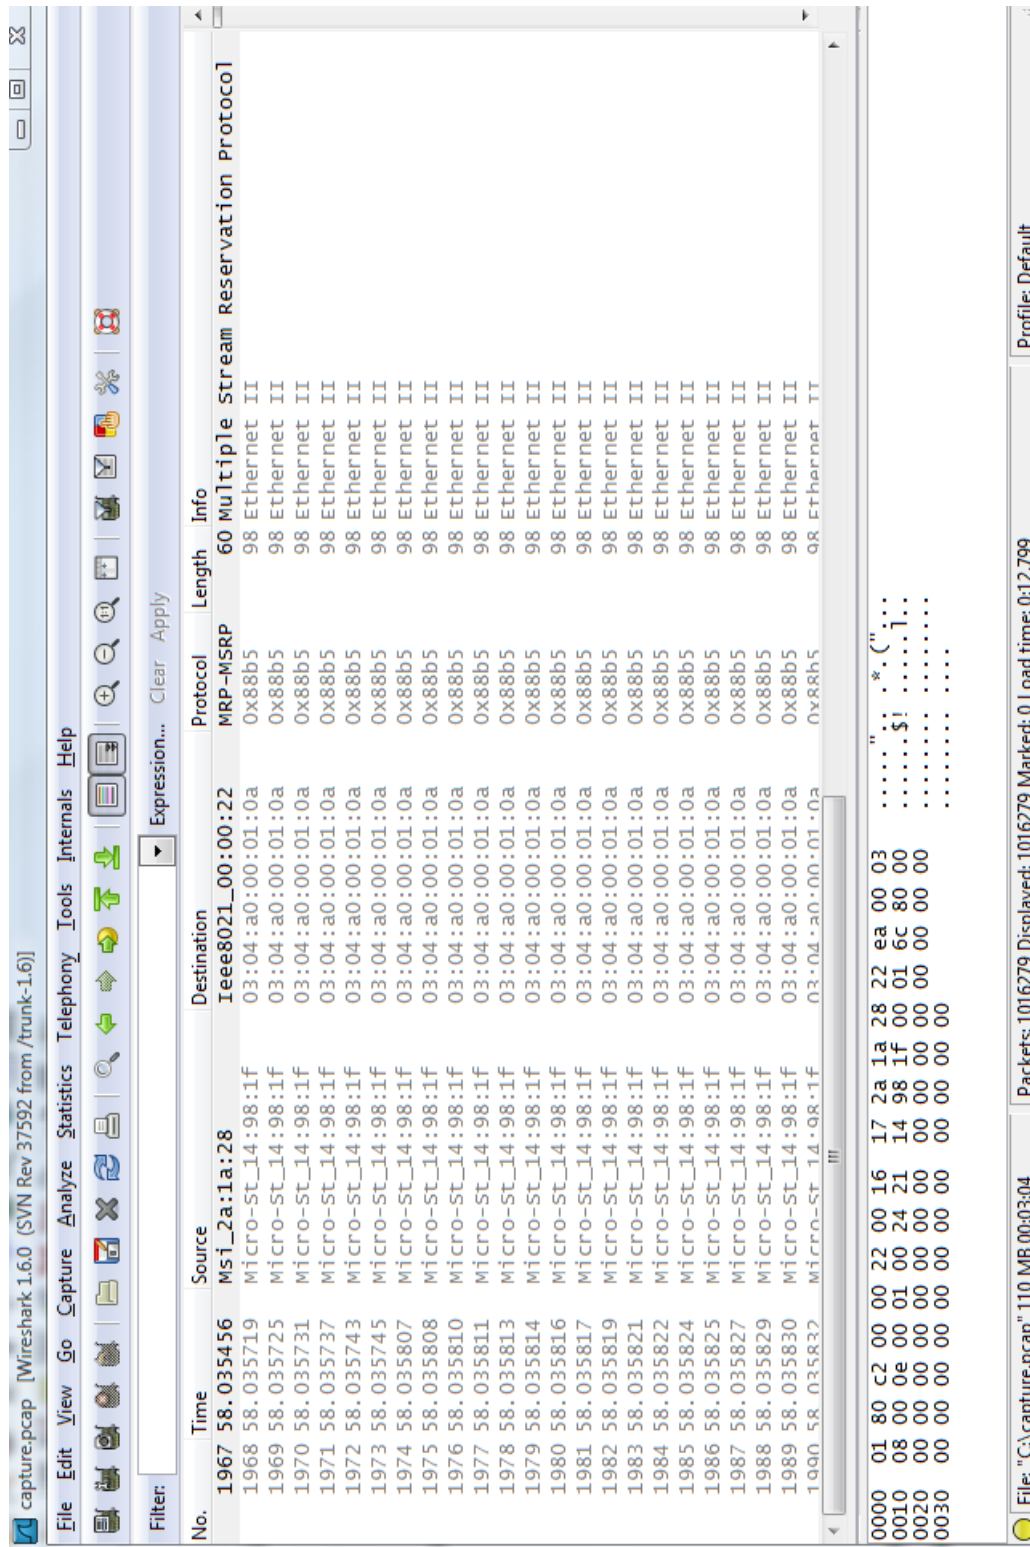 capture.pcap [Wireshark 1.6.0 (SVN Rev 37592 from /trunk-1.6)]
File Edit View Go Capture Analyze Statistics Telephony Tools Internals Help
Filter: Expression... Clear Apply
No. Time Source Destination Protocol Length Info
1967 58.035456 Msi_2a:1a:28 Ieee8021_00:00:22 MRP-MSRP 60 Multiple Stream Reservation Protocol
1968 58.035719 Micro-St_14:98:1f 03:04:a0:00:01:0a 0x88b5 98 Ethernet II
1969 58.035725 Micro-St_14:98:1f 03:04:a0:00:01:0a 0x88b5 98 Ethernet II
1970 58.035731 Micro-St_14:98:1f 03:04:a0:00:01:0a 0x88b5 98 Ethernet II
1971 58.035737 Micro-St_14:98:1f 03:04:a0:00:01:0a 0x88b5 98 Ethernet II
1972 58.035743 Micro-St_14:98:1f 03:04:a0:00:01:0a 0x88b5 98 Ethernet II
1973 58.035745 Micro-St_14:98:1f 03:04:a0:00:01:0a 0x88b5 98 Ethernet II
1974 58.035807 Micro-St_14:98:1f 03:04:a0:00:01:0a 0x88b5 98 Ethernet II
1975 58.035808 Micro-St_14:98:1f 03:04:a0:00:01:0a 0x88b5 98 Ethernet II
1976 58.035810 Micro-St_14:98:1f 03:04:a0:00:01:0a 0x88b5 98 Ethernet II
1977 58.035811 Micro-St_14:98:1f 03:04:a0:00:01:0a 0x88b5 98 Ethernet II
1978 58.035813 Micro-St_14:98:1f 03:04:a0:00:01:0a 0x88b5 98 Ethernet II
1979 58.035814 Micro-St_14:98:1f 03:04:a0:00:01:0a 0x88b5 98 Ethernet II
1980 58.035816 Micro-St_14:98:1f 03:04:a0:00:01:0a 0x88b5 98 Ethernet II
1981 58.035817 Micro-St_14:98:1f 03:04:a0:00:01:0a 0x88b5 98 Ethernet II
1982 58.035819 Micro-St_14:98:1f 03:04:a0:00:01:0a 0x88b5 98 Ethernet II
1983 58.035821 Micro-St_14:98:1f 03:04:a0:00:01:0a 0x88b5 98 Ethernet II
1984 58.035822 Micro-St_14:98:1f 03:04:a0:00:01:0a 0x88b5 98 Ethernet II
1985 58.035824 Micro-St_14:98:1f 03:04:a0:00:01:0a 0x88b5 98 Ethernet II
1986 58.035825 Micro-St_14:98:1f 03:04:a0:00:01:0a 0x88b5 98 Ethernet II
1987 58.035827 Micro-St_14:98:1f 03:04:a0:00:01:0a 0x88b5 98 Ethernet II
1988 58.035829 Micro-St_14:98:1f 03:04:a0:00:01:0a 0x88b5 98 Ethernet II
1989 58.035830 Micro-St_14:98:1f 03:04:a0:00:01:0a 0x88b5 98 Ethernet II
1990 58.035832 Micro-St_14:98:1f 03:04:a0:00:01:0a 0x88b5 98 Ethernet II
0000 01 80 c2 00 00 22 00 16 17 2a 1a 28 22 ea 00 03 .....".. .*.("...
0010 08 00 0e 00 01 00 24 21 14 98 1f 00 01 6c 80 00 ......$! .....l..
0020 00 00 00 00 00 00 00 00 00 00 00 00 00 00 00 00 ........ ........
0030 00 00 00 00 00 00 00 00 00 00 00 00 ........ ....
File: "C:\capture.pcap" 110 MB 00:03:04 Packets: 1016279 Displayed: 1016279 Marked: 0 Load time: 0:12.799 Profile: Default